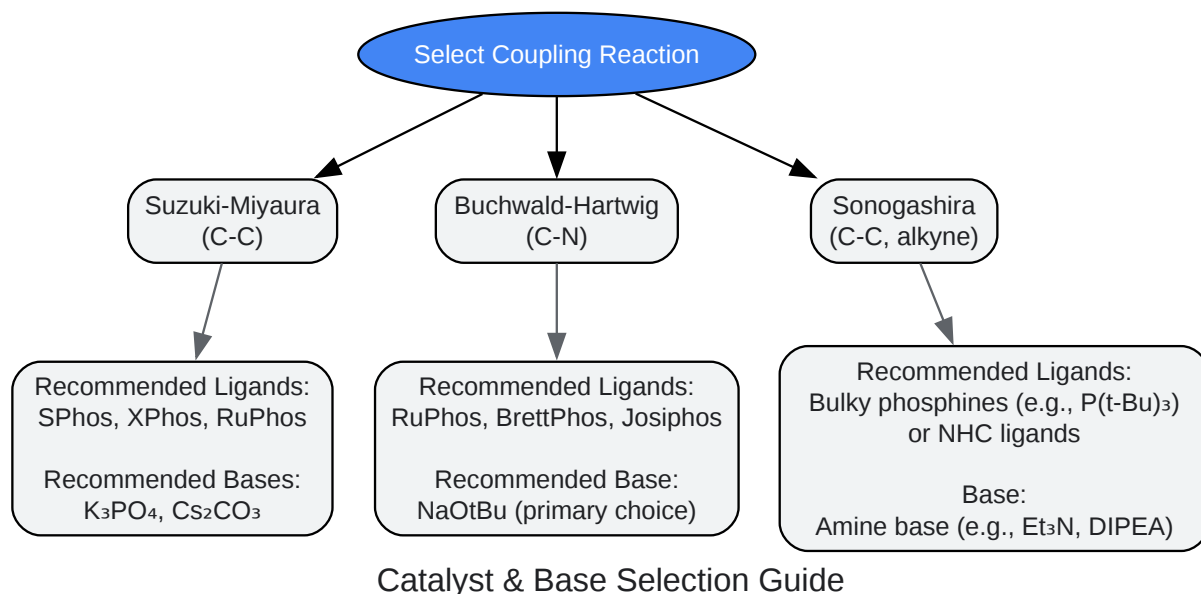 Select Coupling Reaction
Suzuki-Miyaura
(C-C)
Buchwald-Hartwig
(C-N)
Sonogashira
(C-C, alkyne)
Recommended Ligands:
SPhos, XPhos, RuPhos
Recommended Bases:
K₃PO₄, Cs₂CO₃
Recommended Ligands:
RuPhos, BrettPhos, Josiphos
Recommended Base:
NaOtBu (primary choice)
Recommended Ligands:
Bulky phosphines (e.g., P(t-Bu)₃)
or NHC ligands
Base:
Amine base (e.g., Et₃N, DIPEA)
Catalyst & Base Selection Guide